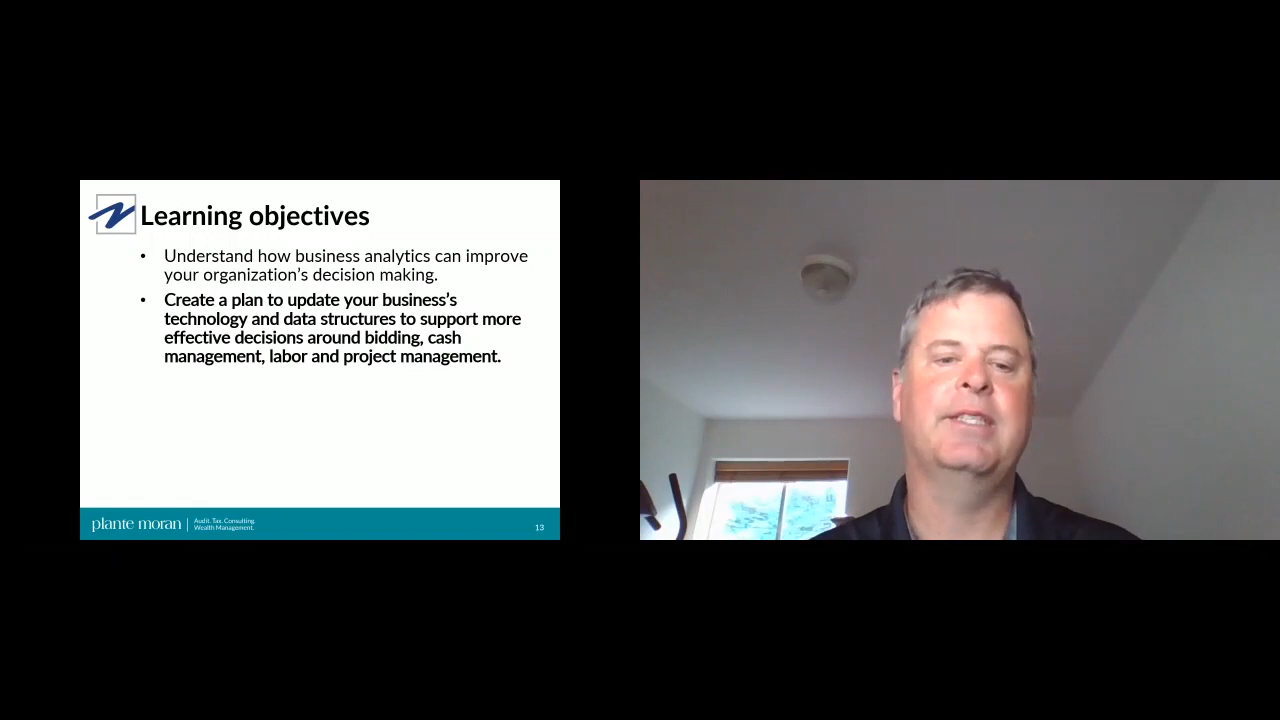 Learning objectives
• Understand how business analytics can improve
your organization's decision making.
• Create a plan to update your business's
technology and data structures to support more
effective decisions around bidding, cash
management, labor and project management.
plante moran | Audit. Tax. Consulting.
Wealth Management.
13